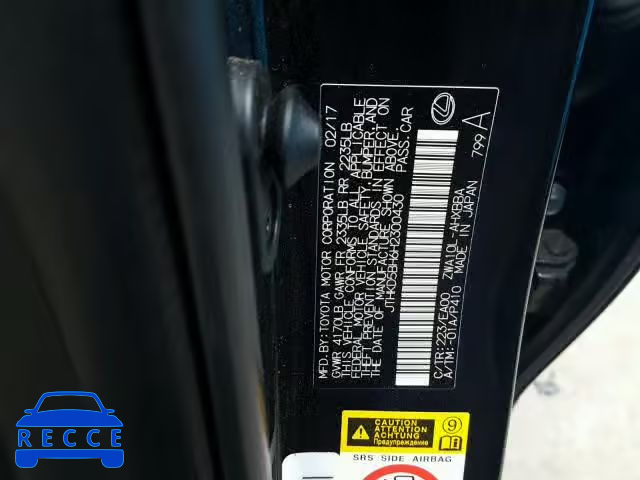 MFD.BY:TOYOTA MOTOR CORPORATION 02/17
GVWR 4170LB GAWR FR 2335LB RR 2235LB
THIS VEHICLE CONFORMS TO ALL APPLICABLE
FEDERAL MOTOR VEHICLE SAFETY, BUMPER, AND
THEFT PREVENTION STANDARDS IN EFFECT ON
THE DATE OF MANUFACTURE SHOWN ABOVE.
JTHKD5BH6H2300430 PASS.CAR
C/TR:223/EA00 ZWA10L-AHXBBA
A/TM:-01A/P410 MADE IN JAPAN
799 A
CAUTION
ATTENTION
ACHTUNG
Предупреждение
9
SRS SIDE AIRBAG
RECCE